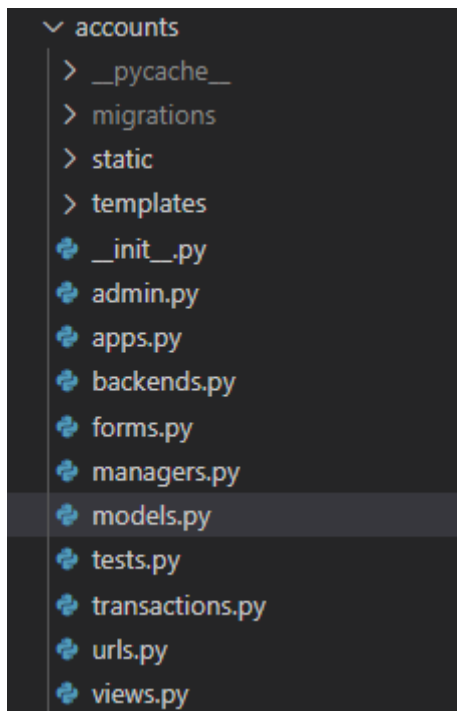 accounts
__pycache__
migrations
static
templates
__init__.py
admin.py
apps.py
backends.py
forms.py
managers.py
models.py
tests.py
transactions.py
urls.py
views.py